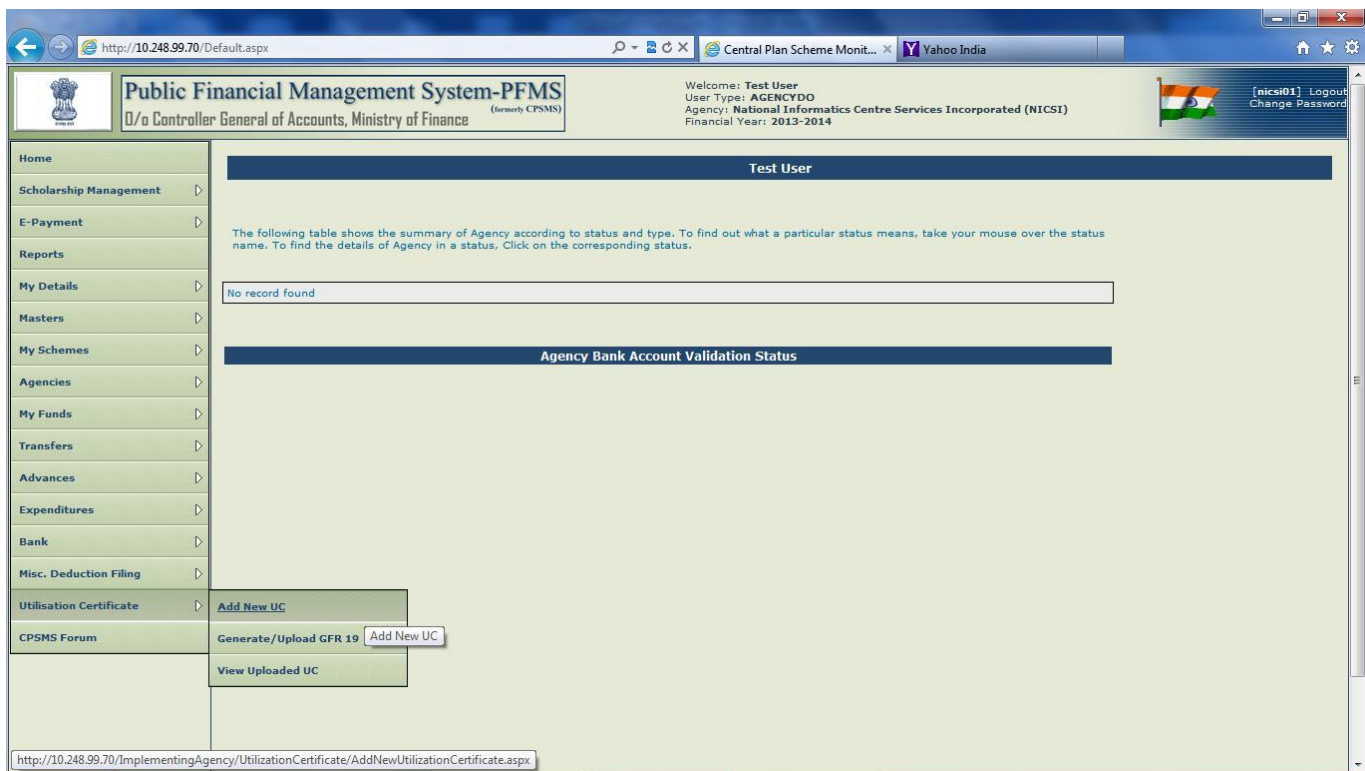 http://10.248.99.70/Default.aspx
Central Plan Scheme Monit...
Yahoo India
Public Financial Management System-PFMS
(formerly CPSMS)
O/o Controller General of Accounts, Ministry of Finance
Welcome: Test User
User Type: AGENCYDO
Agency: National Informatics Centre Services Incorporated (NICSI)
Financial Year: 2013-2014
[nicsi01] Logout
Change Password
Home
Scholarship Management
E-Payment
Reports
My Details
Masters
My Schemes
Agencies
My Funds
Transfers
Advances
Expenditures
Bank
Misc. Deduction Filing
Utilisation Certificate
CPSMS Forum
Add New UC
Generate/Upload GFR 19
Add New UC
View Uploaded UC
Test User
The following table shows the summary of Agency according to status and type. To find out what a particular status means, take your mouse over the status
name. To find the details of Agency in a status, Click on the corresponding status.
No record found
Agency Bank Account Validation Status
http://10.248.99.70/ImplementingAgency/UtilizationCertificate/AddNewUtilizationCertificate.aspx